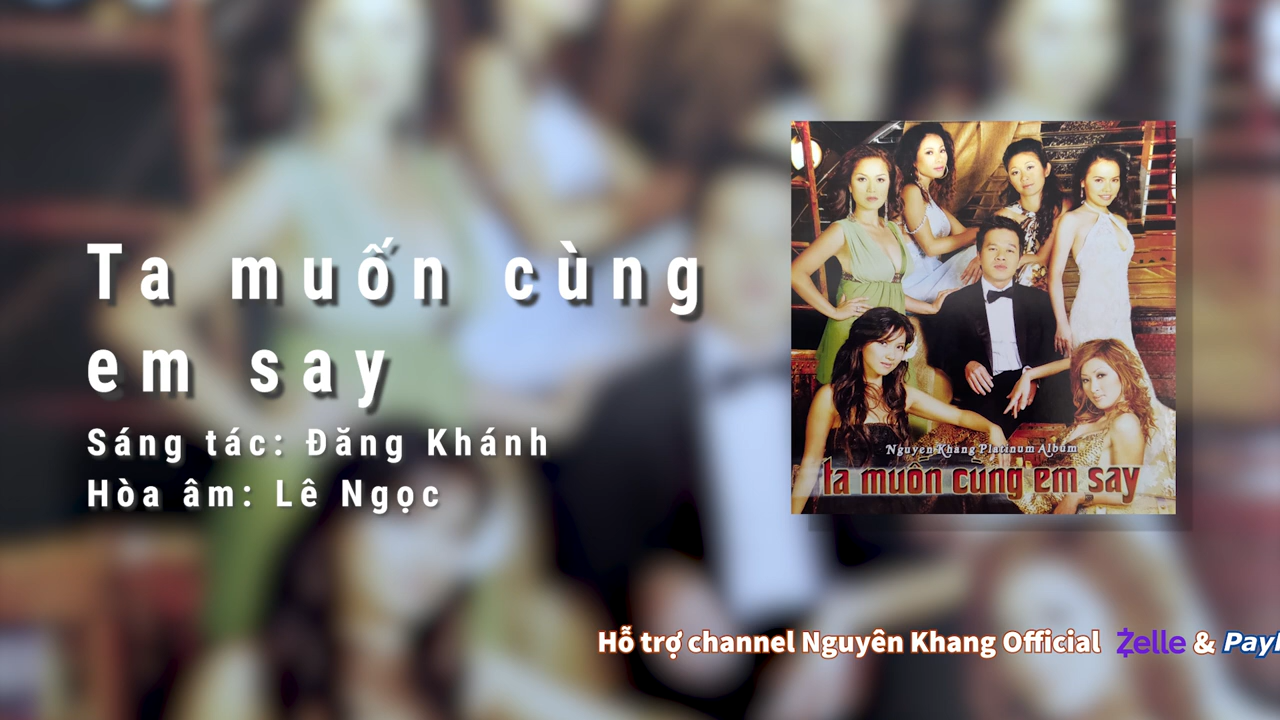 Ta muốn cùng
em say
Sáng tác: Đăng Khánh
Hòa âm: Lê Ngọc
Nguyen Khang Platinum Album
ta muốn cùng em say
Hỗ trợ channel Nguyên Khang Official Zelle &